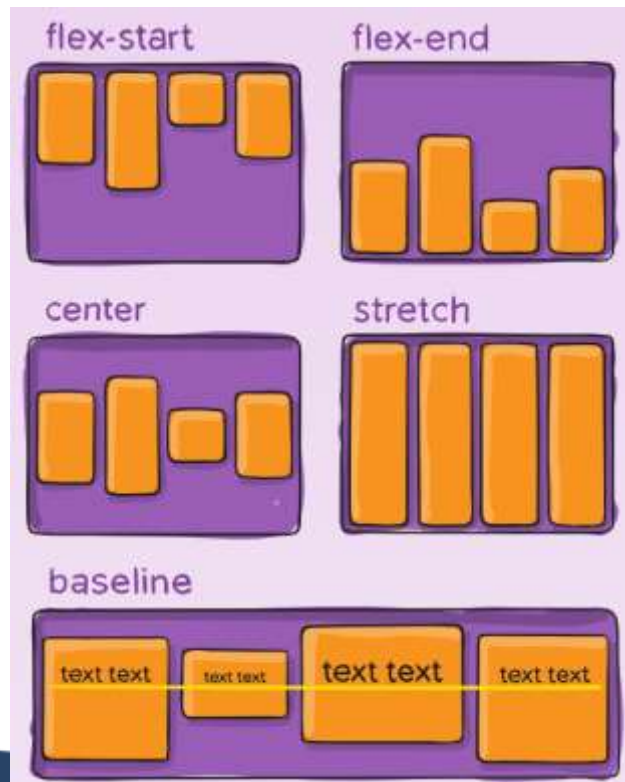 flex-start
flex-end
center
stretch
baseline
text text
text text
text text
text text